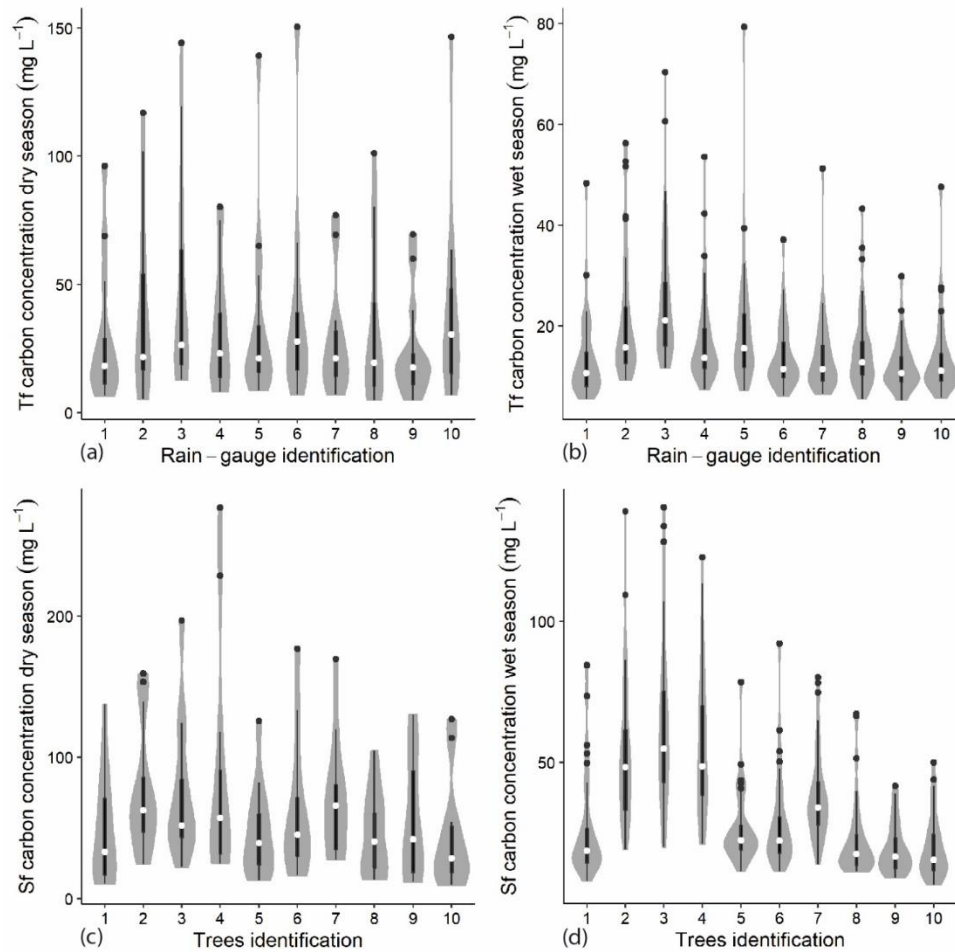 Tf carbon concentration dry season (mg L−1)
150
100
50
0
1 2 3 4 5 6 7 8 9 10
(a) Rain−gauge identification
Tf carbon concentration wet season (mg L−1)
80
60
40
20
1 2 3 4 5 6 7 8 9 10
(b) Rain−gauge identification
Sf carbon concentration dry season (mg L−1)
200
100
0
1 2 3 4 5 6 7 8 9 10
(c) Trees identification
Sf carbon concentration wet season (mg L−1)
100
50
1 2 3 4 5 6 7 8 9 10
(d) Trees identification